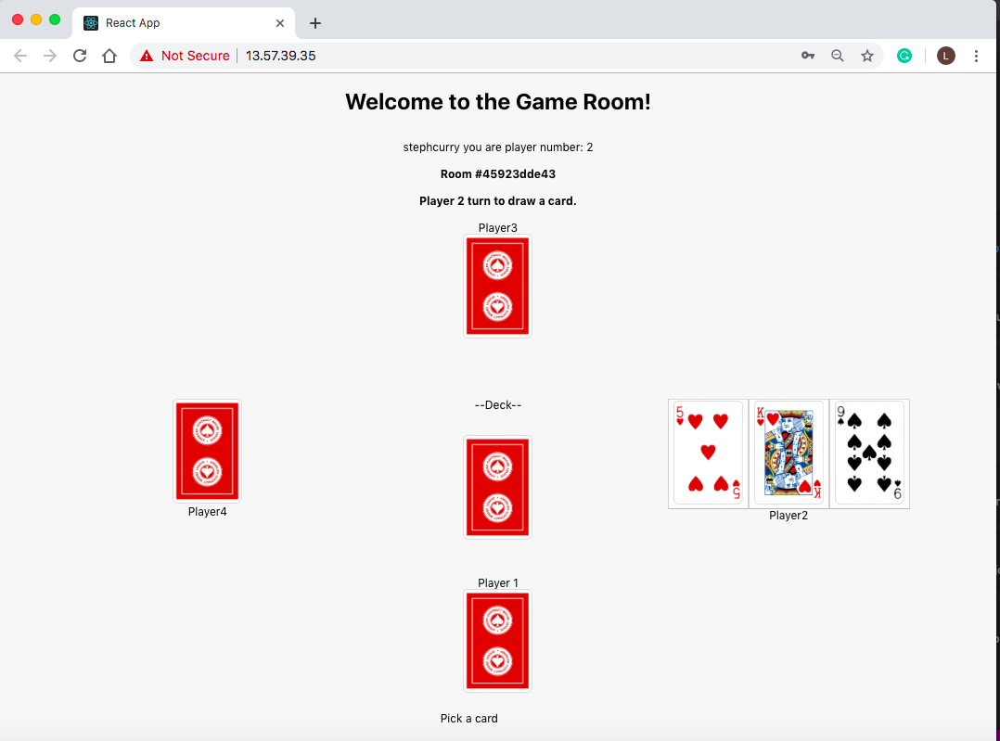 React App
Not Secure
13.57.39.35
L
Welcome to the Game Room!
stephcurry you are player number: 2
Room #45923dde43
Player 2 turn to draw a card.
Player3
--Deck--
5
5
K
K
9
9
Player4
Player2
Player 1
Pick a card